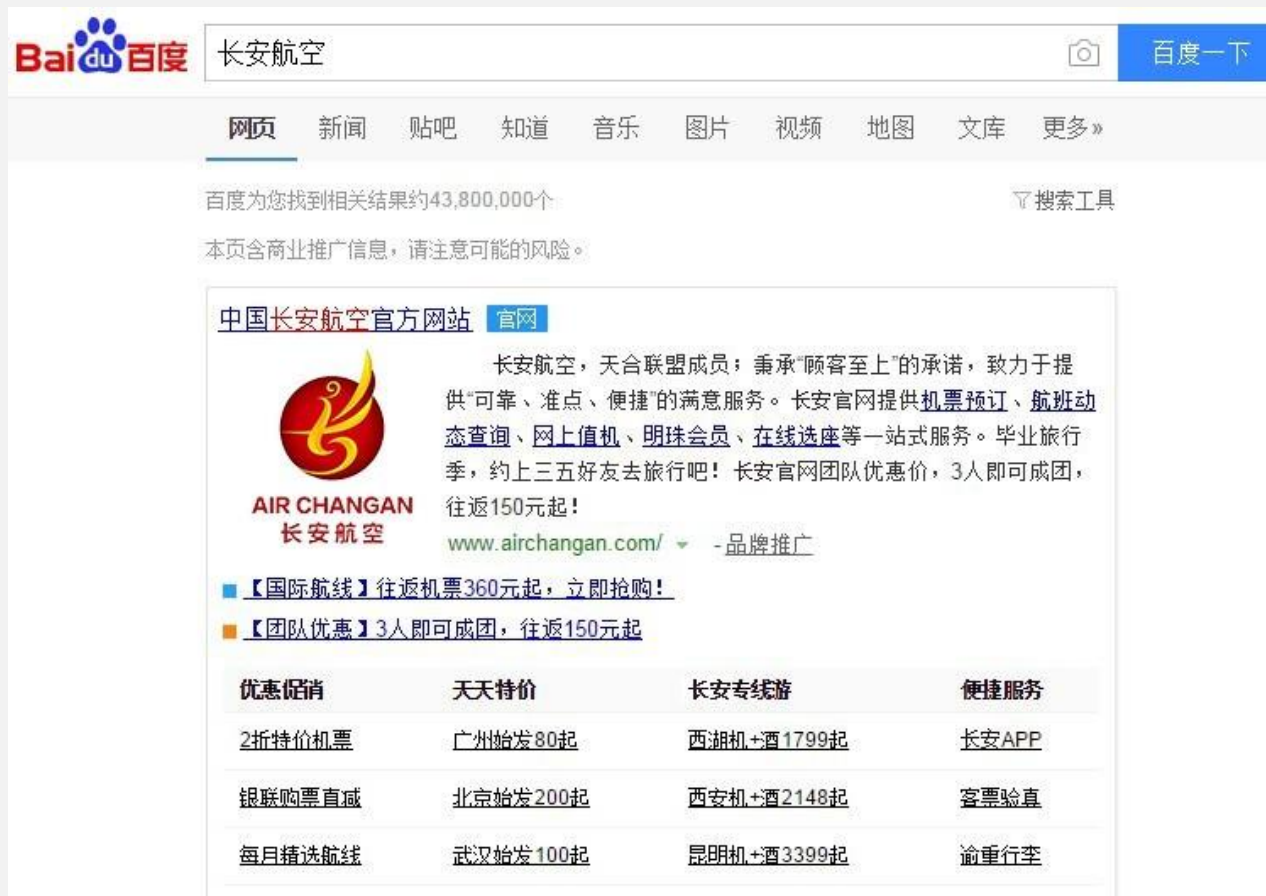 Bai du 百度
长安航空
百度一下
网页 新闻 贴吧 知道 音乐 图片 视频 地图 文库 更多»
百度为您找到相关结果约43,800,000个
搜索工具
本页含商业推广信息，请注意可能的风险。
中国长安航空官方网站 官网
AIR CHANGAN
长安航空
长安航空，天合联盟成员；秉承“顾客至上”的承诺，致力于提
供“可靠、准点、便捷”的满意服务。长安官网提供机票预订、航班动
态查询、网上值机、明珠会员、在线选座等一站式服务。毕业旅行
季，约上三五好友去旅行吧！长安官网团队优惠价，3人即可成团，
往返150元起！
www.airchangan.com/ - 品牌推广
【国际航线】往返机票360元起，立即抢购！
【团队优惠】3人即可成团，往返150元起
优惠促消 天天特价 长安专线游 便捷服务
2折特价机票 广州始发80起 西湖机+酒1799起 长安APP
银联购票直减 北京始发200起 西安机+酒2148起 客票验真
每月精选航线 武汉始发100起 昆明机+酒3399起 逾重行李